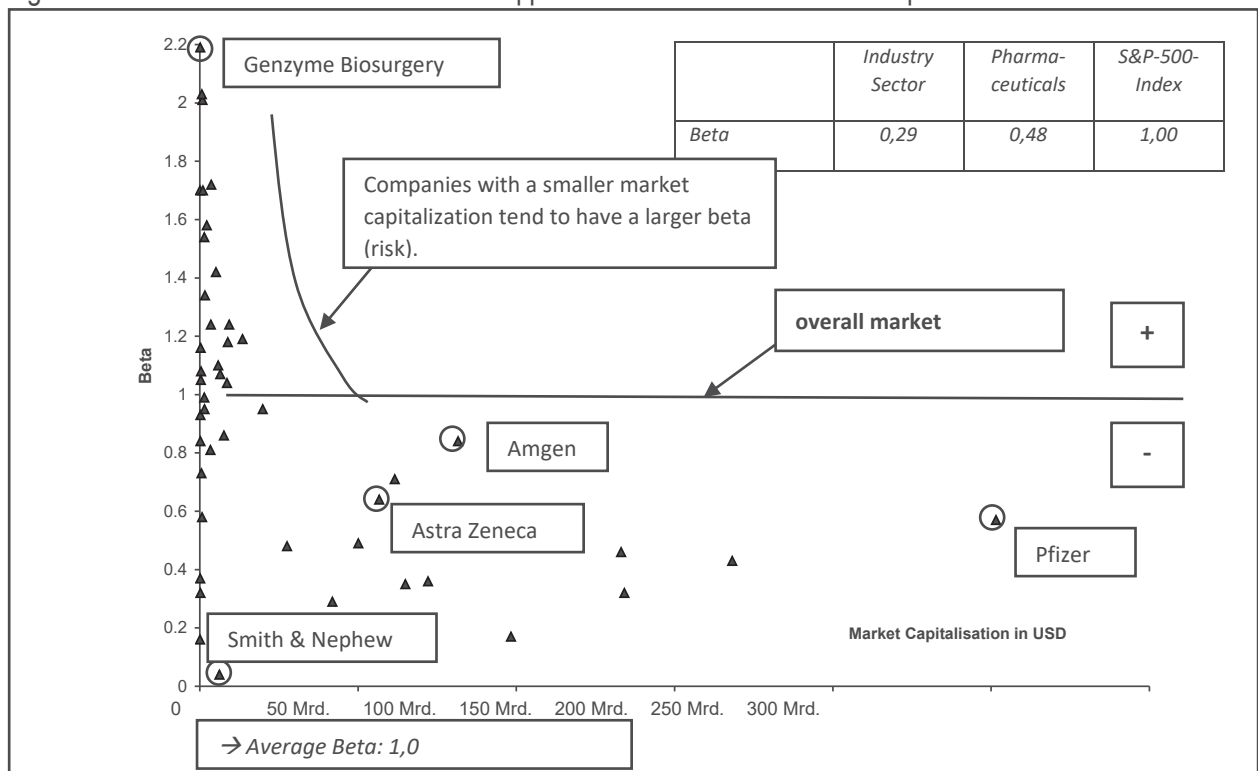 2.2
Genzyme Biosurgery
Industry Sector
Pharma-ceuticals
S&P-500-Index
2
Beta
0,29
0,48
1,00
1.8
Companies with a smaller market
capitalization tend to have a larger beta
(risk).
1.6
1.4
overall market
+
1.2
Beta
1
Amgen
-
0.8
Astra Zeneca
0.6
Pfizer
0.4
Smith & Nephew
0.2
Market Capitalisation in USD
0
0 50 Mrd. 100 Mrd. 150 Mrd. 200 Mrd. 250 Mrd. 300 Mrd.
→ Average Beta: 1,0